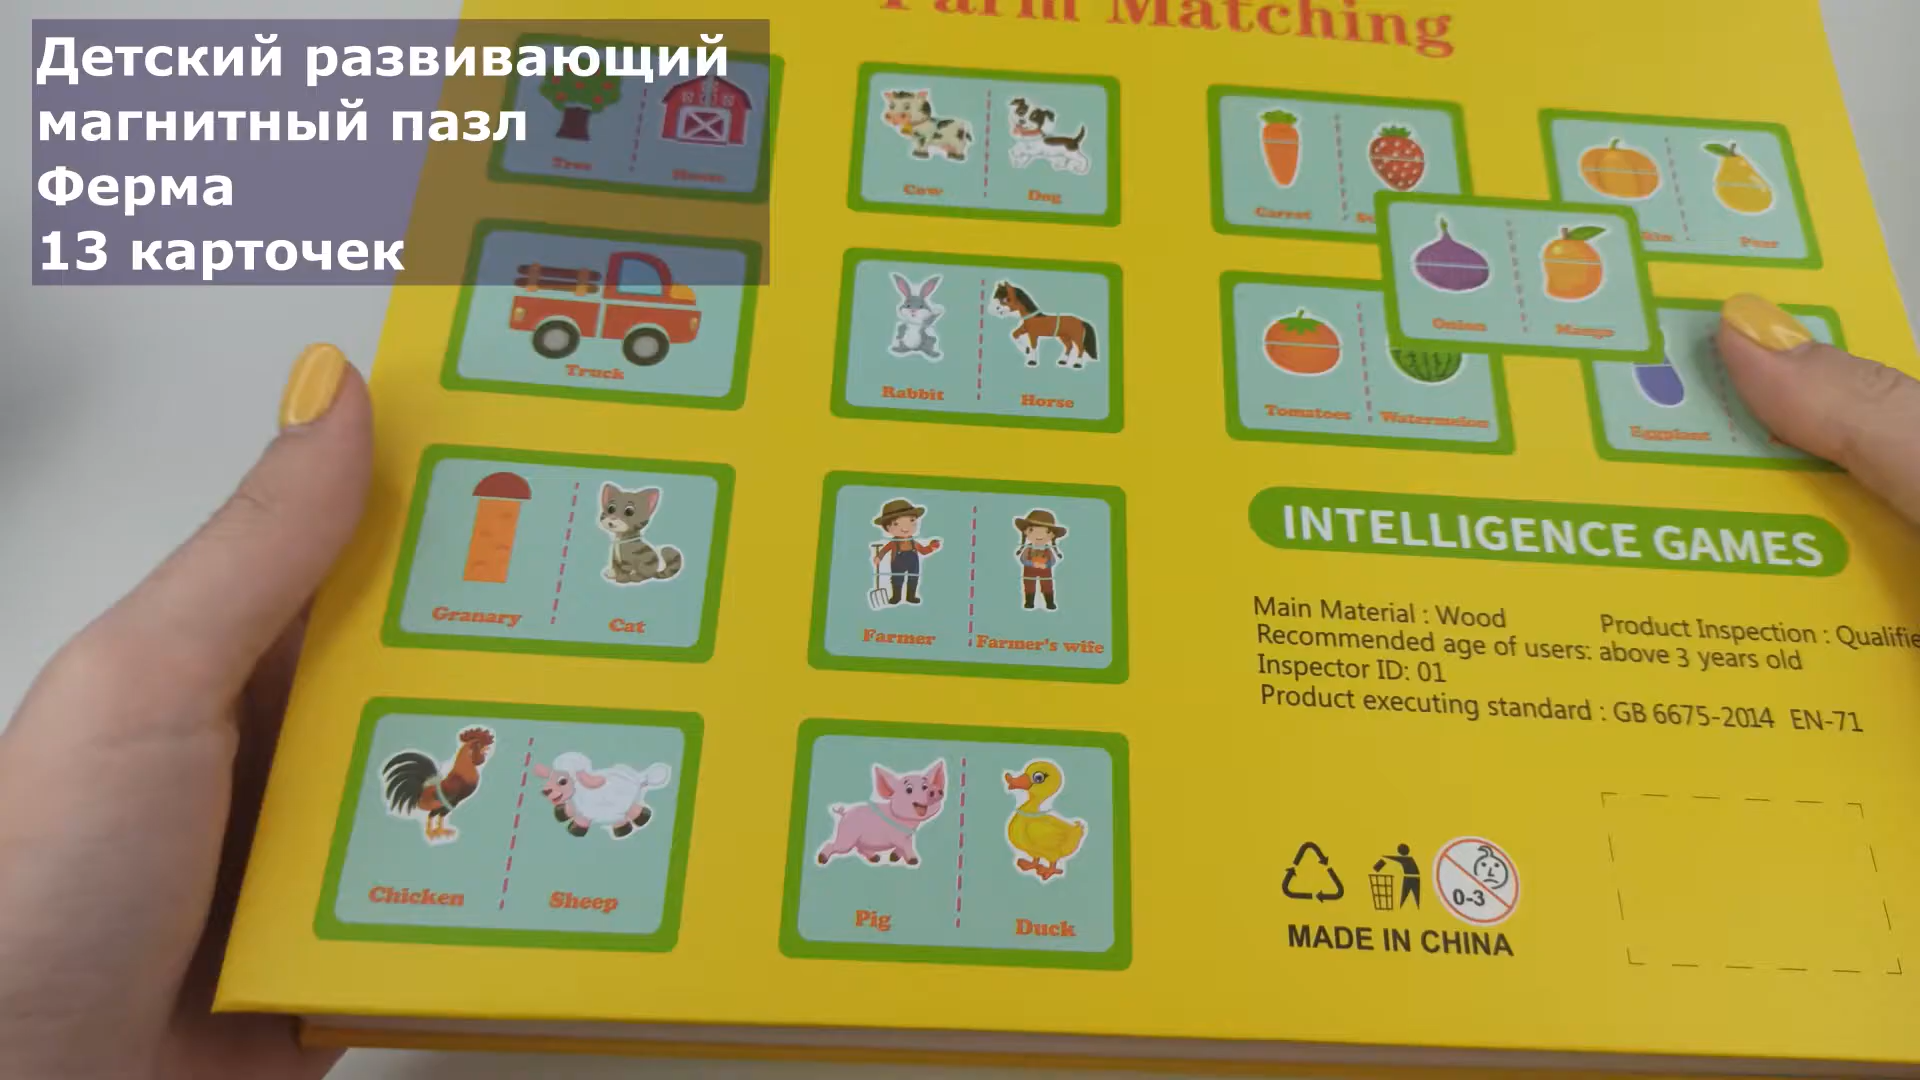 Детский развивающий
магнитный пазл
Ферма
13 карточек
Farm Matching
Tree
House
Cow
Dog
Carrot
Pear
Onion
Mango
Truck
Rabbit
Horse
Tomatoes
Watermelon
Eggplant
Granary
Cat
Farmer
Farmer's wife
Chicken
Sheep
Pig
Duck
INTELLIGENCE GAMES
Main Material : Wood
Product Inspection : Qualifie
Recommended age of users: above 3 years old
Inspector ID: 01
Product executing standard : GB 6675-2014 EN-71
0-3
MADE IN CHINA